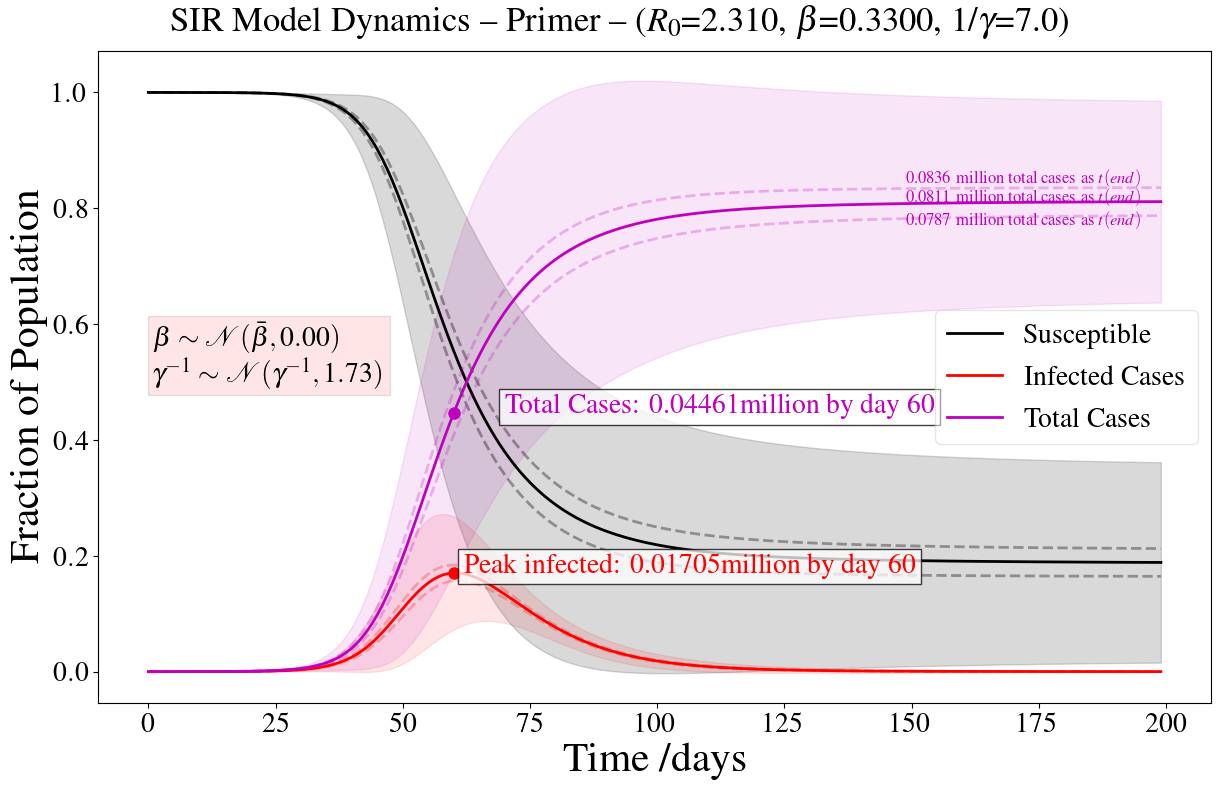 SIR Model Dynamics – Primer – (R₀=2.310, β=0.3300, 1/γ=7.0)
Fraction of Population
1.0
0.8
0.6
0.4
0.2
0.0
0.0836 million total cases as t(end)
0.0811 million total cases as t(end)
0.0787 million total cases as t(end)
β ∼ 𝒩(β̄, 0.00)
γ⁻¹ ∼ 𝒩(γ⁻¹, 1.73)
Susceptible
Infected Cases
Total Cases
Total Cases: 0.04461million by day 60
Peak infected: 0.01705million by day 60
0 25 50 75 100 125 150 175 200
Time /days